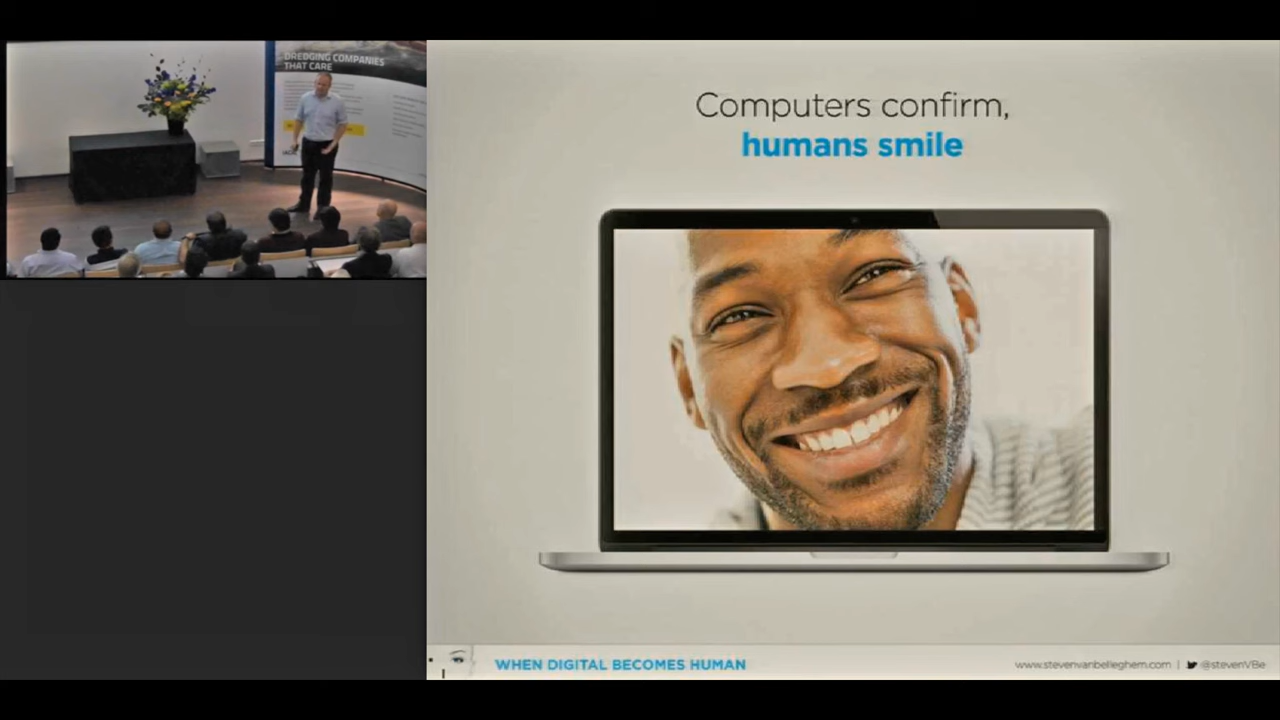 DREDGING COMPANIES
THAT CARE
Computers confirm,
humans smile
WHEN DIGITAL BECOMES HUMAN
www.stevenvanbelleghem.com | @stevenVBe